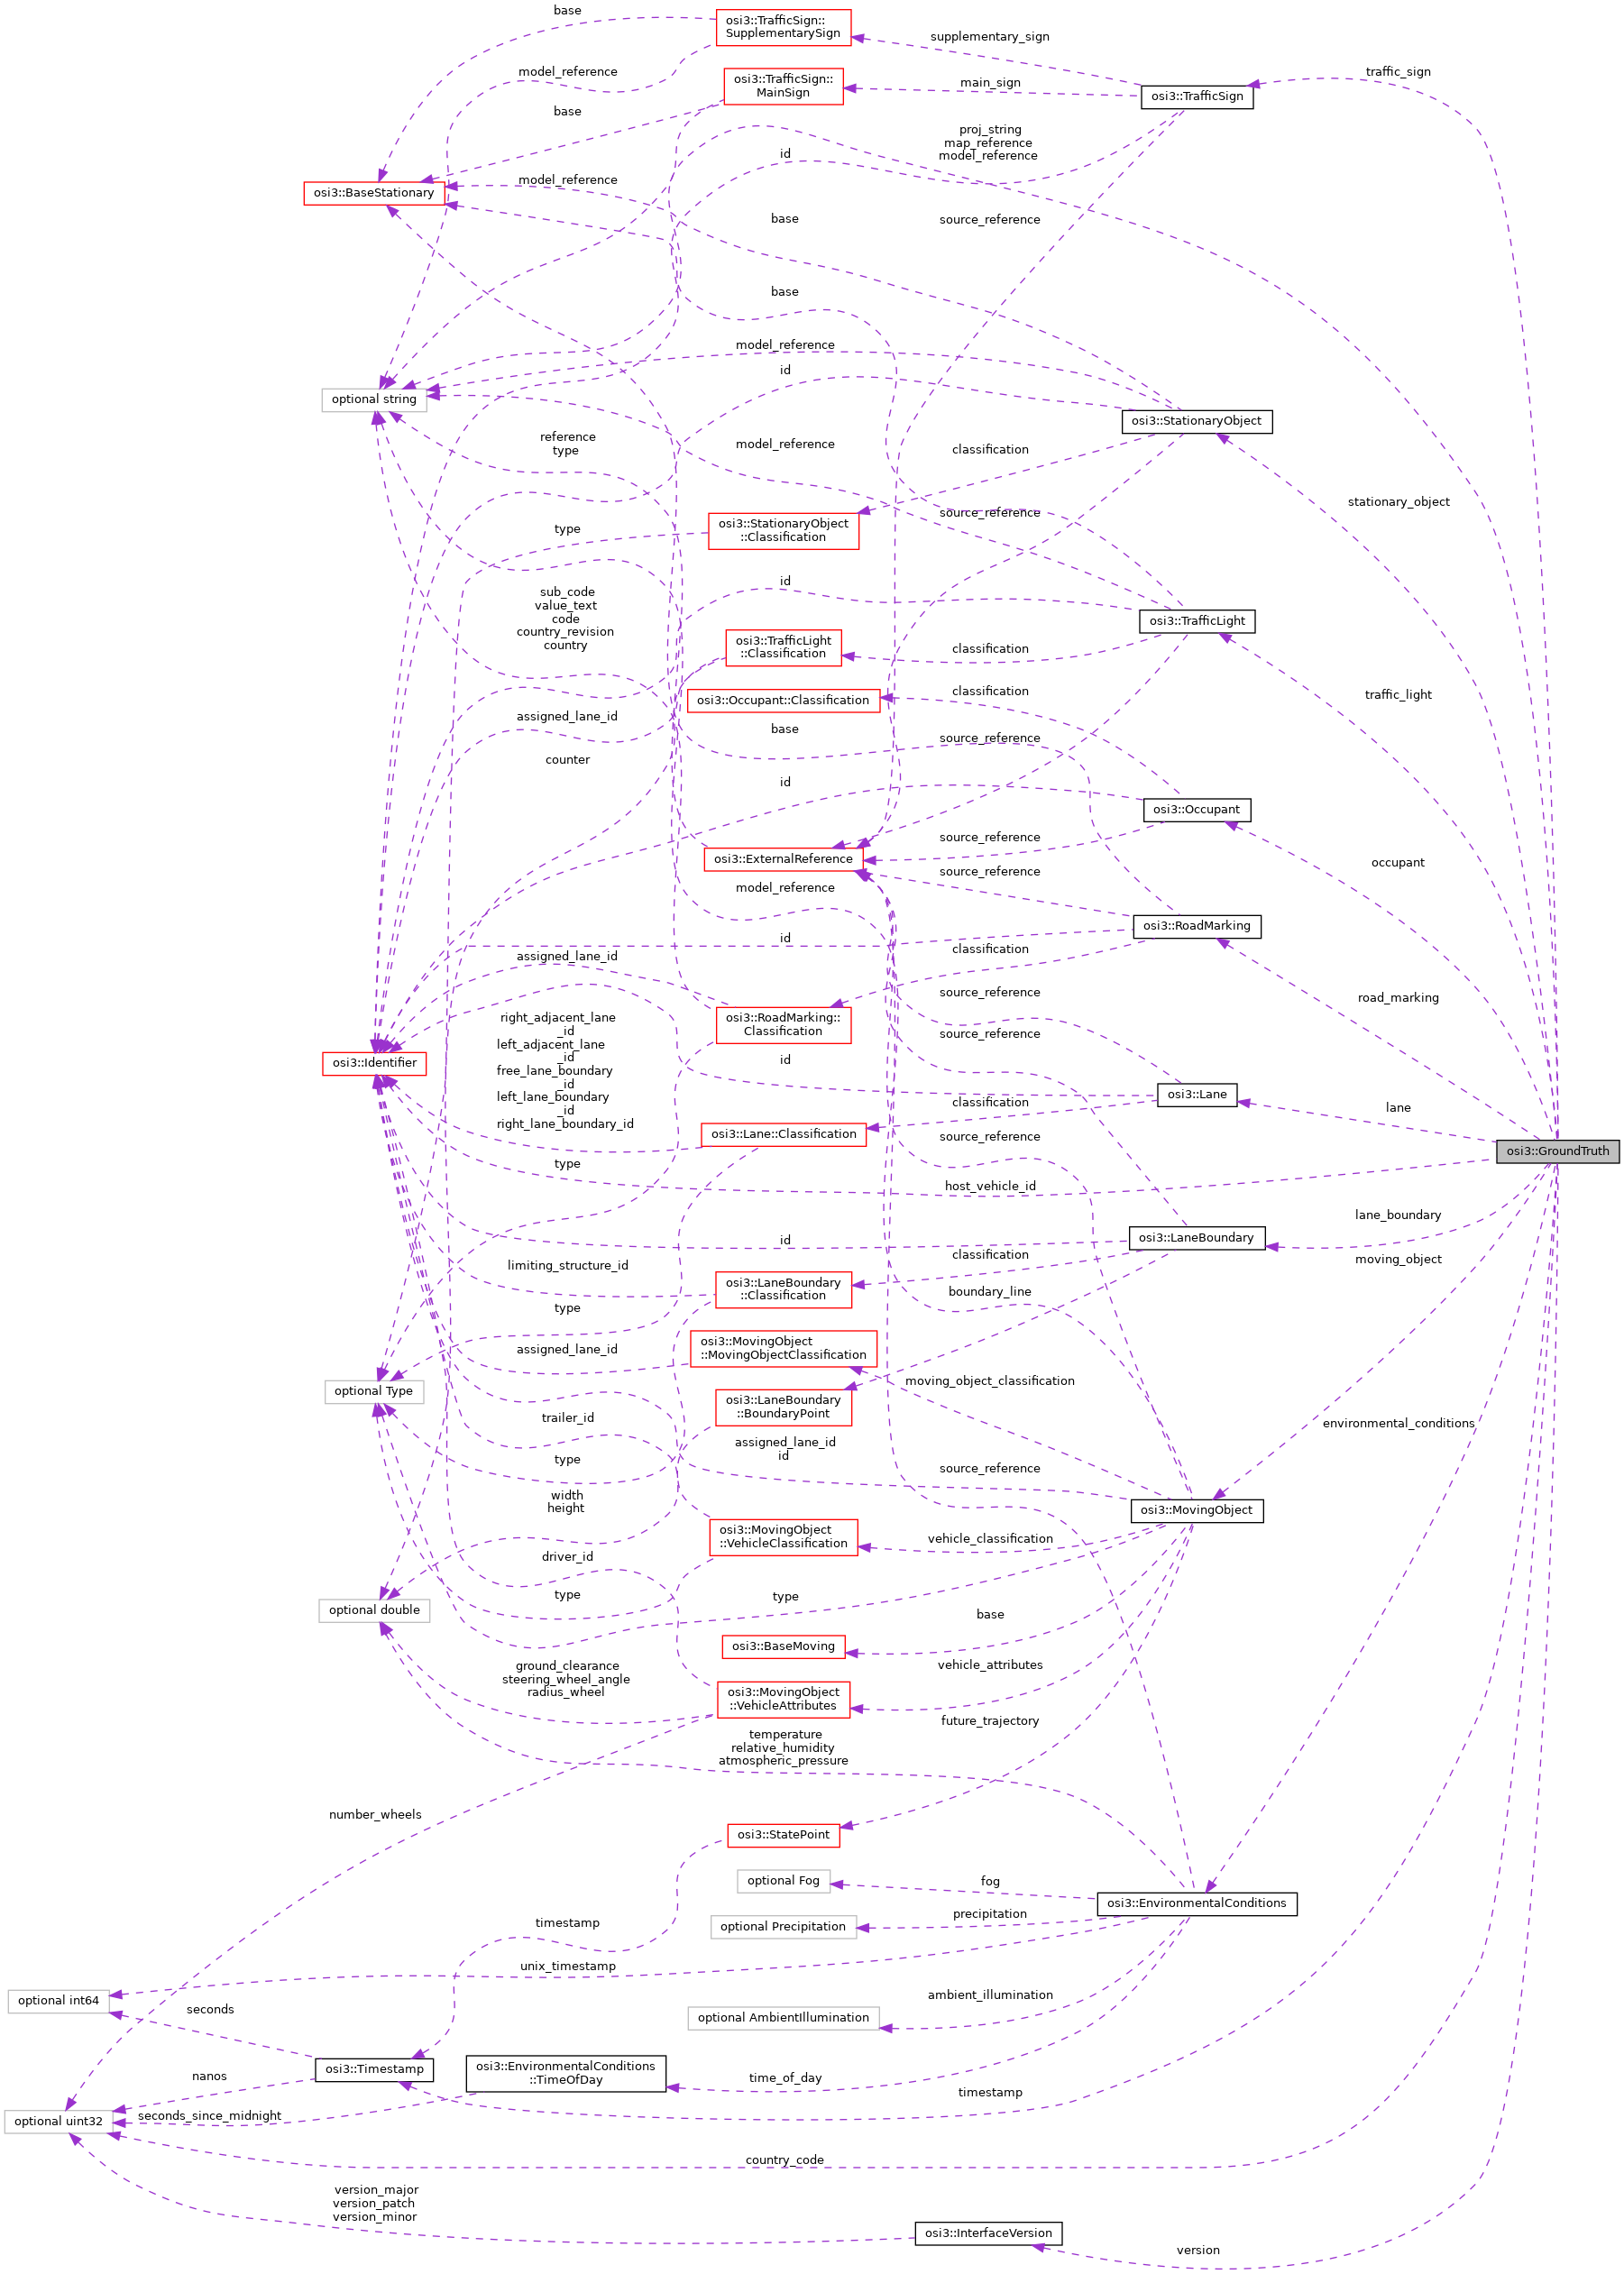 base
osi3::TrafficSign::
SupplementarySign
supplementary_sign
model_reference
traffic_sign
osi3::TrafficSign::
MainSign
main_sign
osi3::TrafficSign
base
proj_string
map_reference
model_reference
id
model_reference
osi3::BaseStationary
base
source_reference
base
model_reference
id
optional string
osi3::StationaryObject
reference
type
model_reference
classification
stationary_object
source_reference
osi3::StationaryObject
::Classification
type
id
sub_code
value_text
code
country_revision
country
osi3::TrafficLight
osi3::TrafficLight
::Classification
classification
classification
osi3::Occupant::Classification
traffic_light
assigned_lane_id
base
source_reference
counter
id
osi3::Occupant
source_reference
osi3::ExternalReference
occupant
source_reference
model_reference
osi3::RoadMarking
id
classification
assigned_lane_id
source_reference
road_marking
osi3::RoadMarking::
Classification
right_adjacent_lane
_id
left_adjacent_lane
_id
free_lane_boundary
_id
left_lane_boundary
_id
right_lane_boundary_id
source_reference
osi3::Identifier
id
osi3::Lane
classification
lane
osi3::Lane::Classification
source_reference
osi3::GroundTruth
type
host_vehicle_id
lane_boundary
osi3::LaneBoundary
id
classification
moving_object
limiting_structure_id
osi3::LaneBoundary
::Classification
boundary_line
type
osi3::MovingObject
::MovingObjectClassification
assigned_lane_id
moving_object_classification
optional Type
osi3::LaneBoundary
::BoundaryPoint
trailer_id
environmental_conditions
assigned_lane_id
id
type
source_reference
width
height
osi3::MovingObject
osi3::MovingObject
::VehicleClassification
vehicle_classification
driver_id
type
type
optional double
base
osi3::BaseMoving
ground_clearance
steering_wheel_angle
radius_wheel
vehicle_attributes
osi3::MovingObject
::VehicleAttributes
future_trajectory
temperature
relative_humidity
atmospheric_pressure
number_wheels
osi3::StatePoint
optional Fog
fog
osi3::EnvironmentalConditions
timestamp
optional Precipitation
precipitation
unix_timestamp
optional int64
seconds
ambient_illumination
optional AmbientIllumination
osi3::Timestamp
osi3::EnvironmentalConditions
::TimeOfDay
nanos
time_of_day
timestamp
optional uint32
seconds_since_midnight
country_code
version_major
version_patch
version_minor
osi3::InterfaceVersion
version